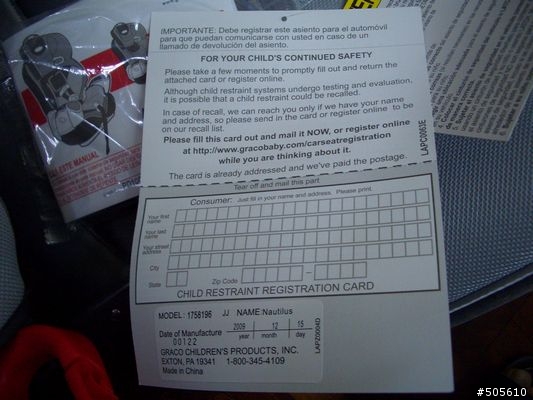 IMPORTANTE: Debe registrar este asiento para el automóvil
para que puedan comunicarse con usted en caso de un
llamado de devolución del asiento.
FOR YOUR CHILD'S CONTINUED SAFETY
Please take a few moments to promptly fill out and return the
attached card or register online.
Although child restraint systems undergo testing and evaluation,
it is possible that a child restraint could be recalled.
In case of recall, we can reach you only if we have your name
and address, so please send in the card or register online to be
on our recall list.
Please fill this card out and mail it NOW, or register online
at http://www.gracobaby.com/carseatregistration
while you are thinking about it.
The card is already addressed and we've paid the postage.
Tear off and mail this part
Consumer: Just fill in your name and address. Please print.
Your first
name
Your last
name
Your street
address
City
State
Zip Code
CHILD RESTRAINT REGISTRATION CARD
MODEL: 1758196 JJ NAME:Nautilus
Date of Manufacture 2009 12 15
00122 year month day
GRACO CHILDREN'S PRODUCTS, INC.
EXTON, PA 19341 1-800-345-4109
Made in China
LAPZ0004D
ESTE MANUAL
#505610